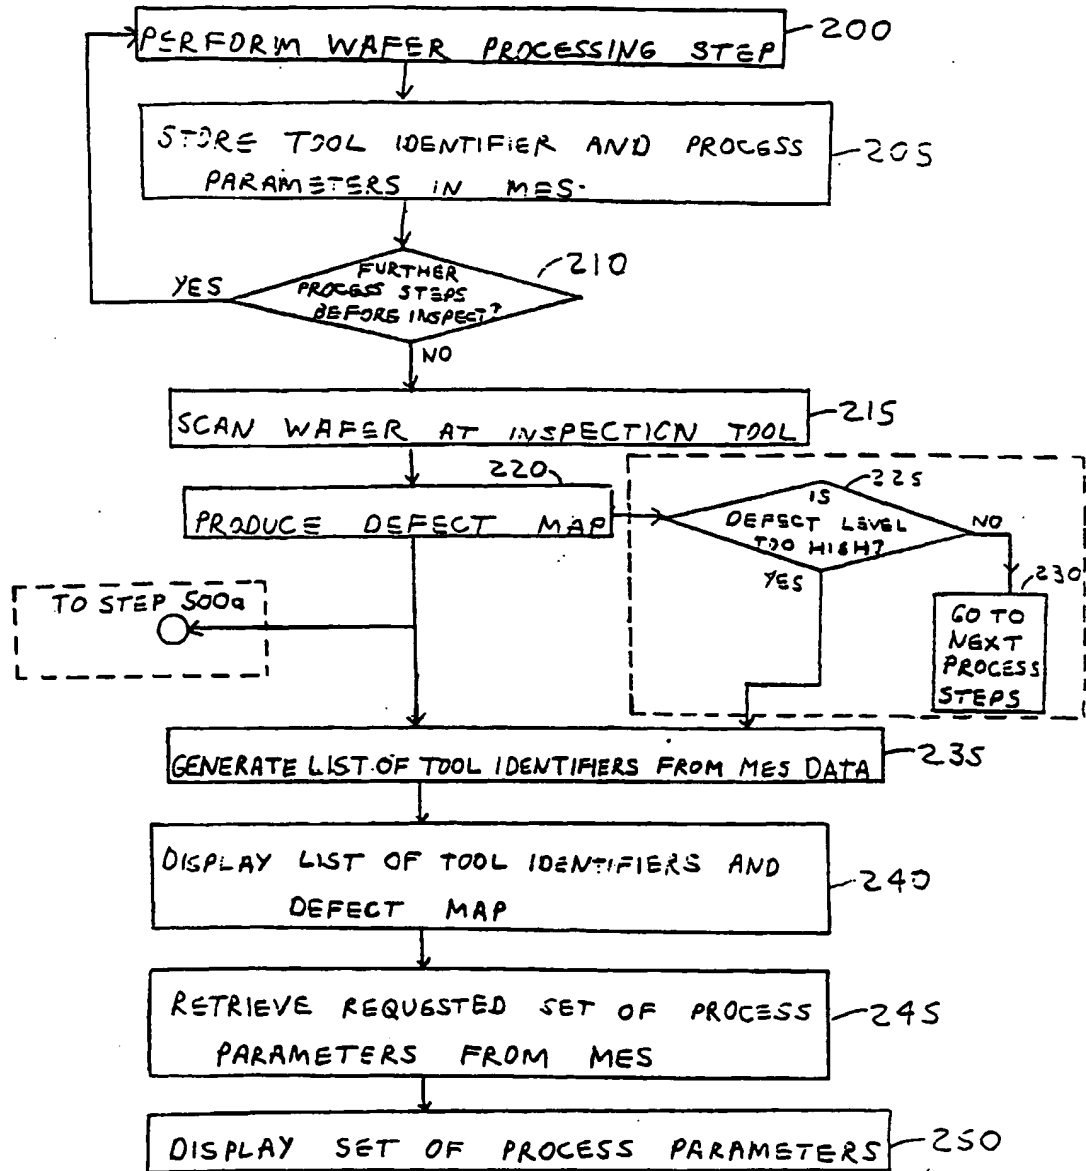 PERFORM WAFER PROCESSING STEP
200
STORE TOOL IDENTIFIER AND PROCESS
PARAMETERS IN MES.
205
FURTHER
PROCESS STEPS
BEFORE INSPECT?
210
YES
NO
SCAN WAFER AT INSPECTION TOOL
215
220
PRODUCE DEFECT MAP
IS
DEFECT LEVEL
TOO HIGH?
225
NO
YES
230
GO TO
NEXT
PROCESS
STEPS
TO STEP 500a
GENERATE LIST OF TOOL IDENTIFIERS FROM MES DATA
235
DISPLAY LIST OF TOOL IDENTIFIERS AND
DEFECT MAP
240
RETRIEVE REQUESTED SET OF PROCESS
PARAMETERS FROM MES
245
DISPLAY SET OF PROCESS PARAMETERS
250